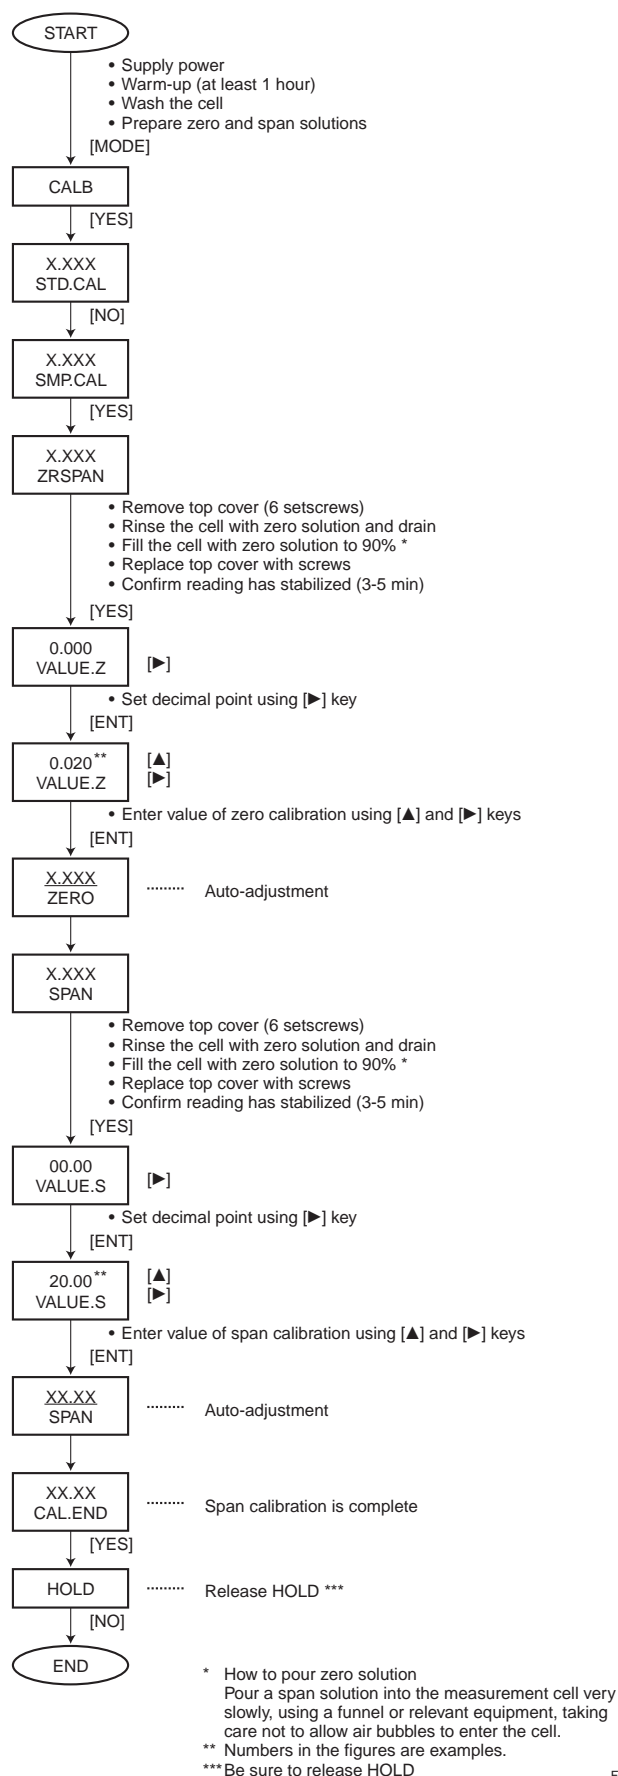 START
• Supply power
• Warm-up (at least 1 hour)
• Wash the cell
• Prepare zero and span solutions
[MODE]
CALB
[YES]
X.XXX
STD.CAL
[NO]
X.XXX
SMP.CAL
[YES]
X.XXX
ZRSPAN
• Remove top cover (6 setscrews)
• Rinse the cell with zero solution and drain
• Fill the cell with zero solution to 90% *
• Replace top cover with screws
• Confirm reading has stabilized (3-5 min)
[YES]
0.000
VALUE.Z
[▶]
• Set decimal point using [▶] key
[ENT]
0.020**
VALUE.Z
[▲]
[▶]
• Enter value of zero calibration using [▲] and [▶] keys
[ENT]
X.XXX
ZERO
......... Auto-adjustment
X.XXX
SPAN
• Remove top cover (6 setscrews)
• Rinse the cell with zero solution and drain
• Fill the cell with zero solution to 90% *
• Replace top cover with screws
• Confirm reading has stabilized (3-5 min)
[YES]
00.00
VALUE.S
[▶]
• Set decimal point using [▶] key
[ENT]
20.00**
VALUE.S
[▲]
[▶]
• Enter value of span calibration using [▲] and [▶] keys
[ENT]
XX.XX
SPAN
......... Auto-adjustment
XX.XX
CAL.END
......... Span calibration is complete
[YES]
HOLD
......... Release HOLD ***
[NO]
END
* How to pour zero solution
Pour a span solution into the measurement cell very
slowly, using a funnel or relevant equipment, taking
care not to allow air bubbles to enter the cell.
** Numbers in the figures are examples.
***Be sure to release HOLD